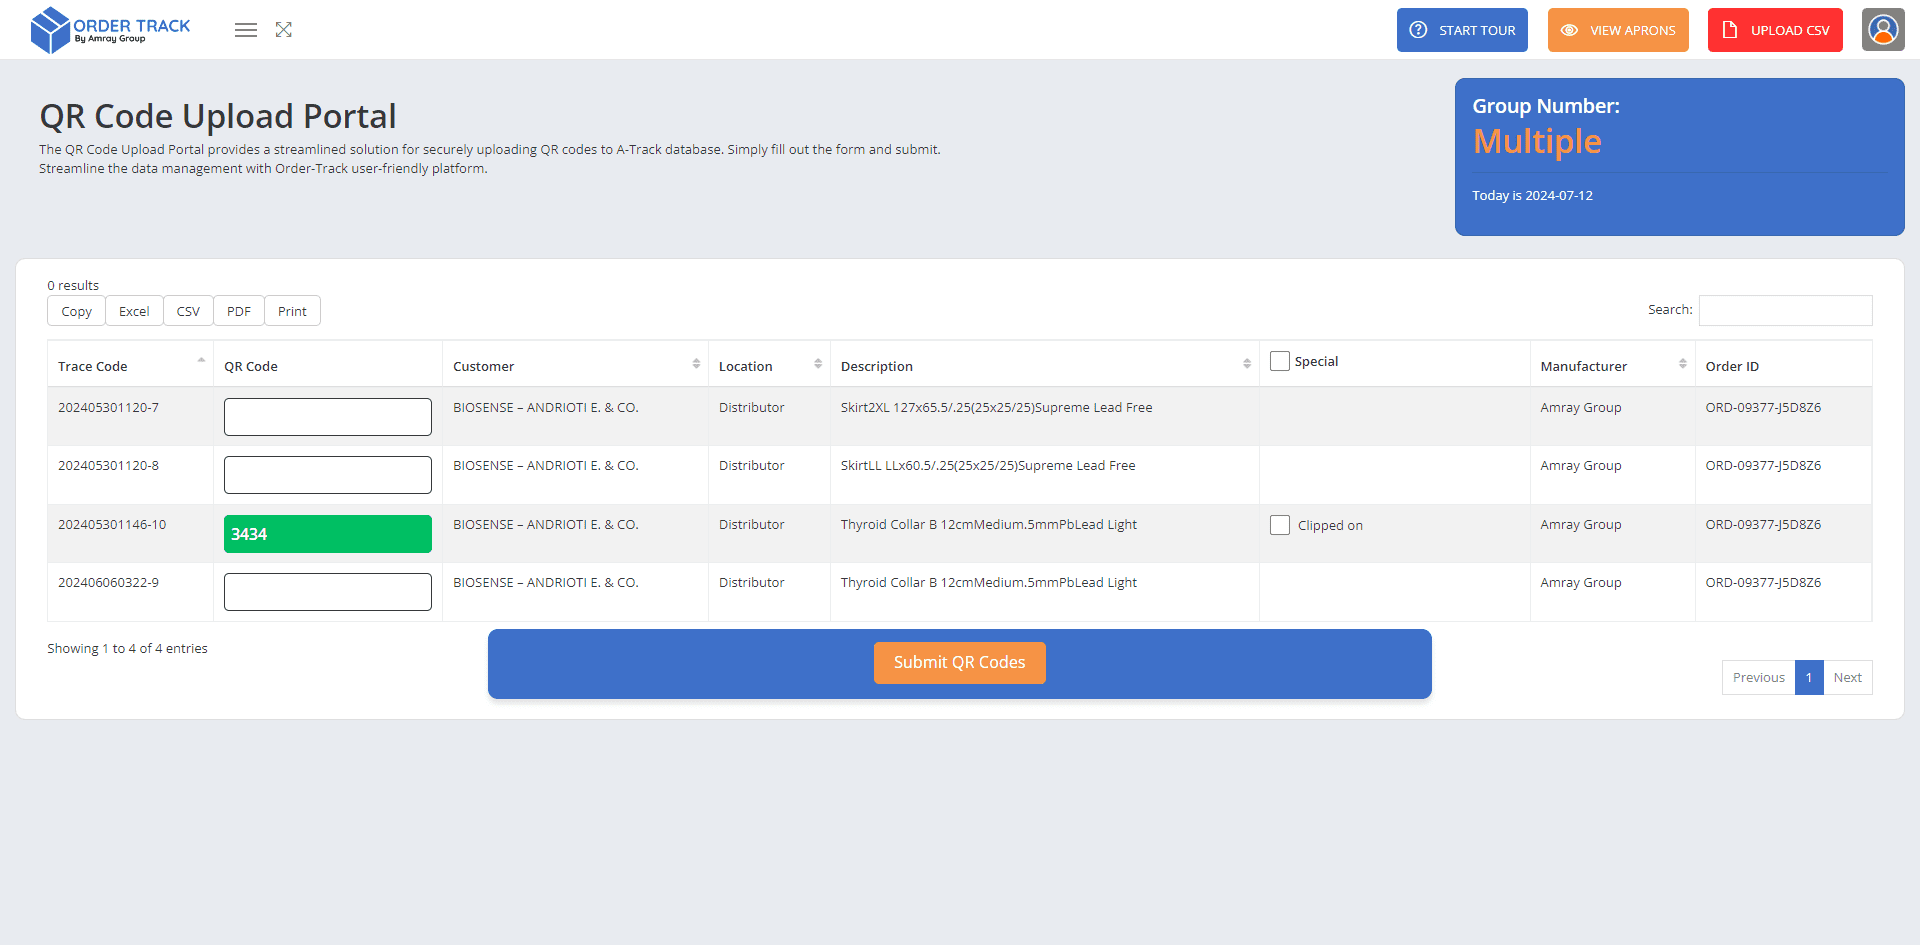 ORDER TRACK
By Amray Group
START TOUR
VIEW APRONS
UPLOAD CSV
QR Code Upload Portal
The QR Code Upload Portal provides a streamlined solution for securely uploading QR codes to A-Track database. Simply fill out the form and submit.
Streamline the data management with Order-Track user-friendly platform.
Group Number:
Multiple
Today is 2024-07-12
0 results
Copy Excel CSV PDF Print
Search:
Trace Code QR Code Customer Location Description Special Manufacturer Order ID
202405301120-7 BIOSENSE – ANDRIOTI E. & CO. Distributor Skirt2XL 127x65.5/.25(25x25/25)Supreme Lead Free Amray Group ORD-09377-J5D8Z6
202405301120-8 BIOSENSE – ANDRIOTI E. & CO. Distributor SkirtLL LLx60.5/.25(25x25/25)Supreme Lead Free Amray Group ORD-09377-J5D8Z6
202405301146-10 3434 BIOSENSE – ANDRIOTI E. & CO. Distributor Thyroid Collar B 12cmMedium.5mmPbLead Light Clipped on Amray Group ORD-09377-J5D8Z6
202406060322-9 BIOSENSE – ANDRIOTI E. & CO. Distributor Thyroid Collar B 12cmMedium.5mmPbLead Light Amray Group ORD-09377-J5D8Z6
Showing 1 to 4 of 4 entries
Submit QR Codes
Previous 1 Next